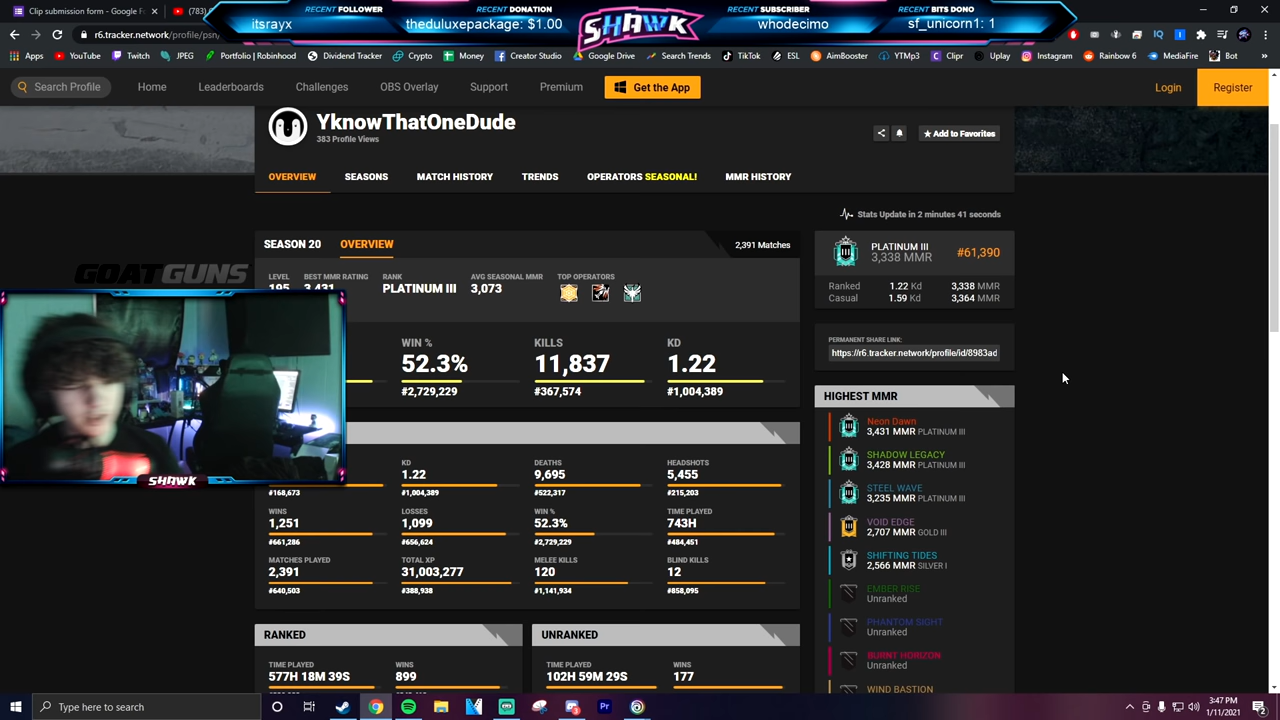 Clip submission form - Google F
(783)
RECENT FOLLOWER
itsrayx
RECENT DONATION
theduluxepackage: $1.00
SHAWK
RECENT SUBSCRIBER
whodecimo
RECENT BITS DONO
sf_unicorn1: 1
r6.tracker.network/profile/psn/
Apps
YouTube
Twitch
JPEG
Portfolio | Robinhood
Dividend Tracker
Crypto
Money
Creator Studio
Google Drive
Search Trends
TikTok
ESL
AimBooster
YTMp3
Clipr
Uplay
Instagram
Rainbow 6
MediaFire
Bot
Search Profile
Home
Leaderboards
Challenges
OBS Overlay
Support
Premium
Get the App
Login
Register
YknowThatOneDude
383 Profile Views
Add to Favorites
OVERVIEW
SEASONS
MATCH HISTORY
TRENDS
OPERATORS SEASONAL!
MMR HISTORY
Stats Update in 2 minutes 41 seconds
SEASON 20
OVERVIEW
2,391 Matches
LEVEL
195
BEST MMR RATING
3,431
RANK
PLATINUM III
AVG SEASONAL MMR
3,073
TOP OPERATORS
PLATINUM III
3,338 MMR
#61,390
Ranked 1.22 Kd 3,338 MMR
Casual 1.59 Kd 3,364 MMR
GOATGUNS
WIN %
52.3%
#2,729,229
KILLS
11,837
#367,574
KD
1.22
#1,004,389
PERMANENT SHARE LINK:
https://r6.tracker.network/profile/id/8983ad
HIGHEST MMR
Neon Dawn
3,431 MMR PLATINUM III
SHADOW LEGACY
3,428 MMR PLATINUM III
STEEL WAVE
3,235 MMR PLATINUM III
VOID EDGE
2,707 MMR GOLD III
SHIFTING TIDES
2,566 MMR SILVER I
EMBER RISE
Unranked
PHANTOM SIGHT
Unranked
BURNT HORIZON
Unranked
WIND BASTION
SHAWK
#168,673
KD
1.22
#1,004,389
DEATHS
9,695
#522,317
HEADSHOTS
5,455
#215,203
WINS
1,251
#661,286
LOSSES
1,099
#656,624
WIN %
52.3%
#2,729,229
TIME PLAYED
743H
#484,451
MATCHES PLAYED
2,391
#640,503
TOTAL XP
31,003,277
#388,938
MELEE KILLS
120
#1,141,934
BLIND KILLS
12
#858,095
RANKED
TIME PLAYED
577H 18M 39S
WINS
899
UNRANKED
TIME PLAYED
102H 59M 29S
WINS
177
Type here to search
3:47 PM
1/11/2021
2